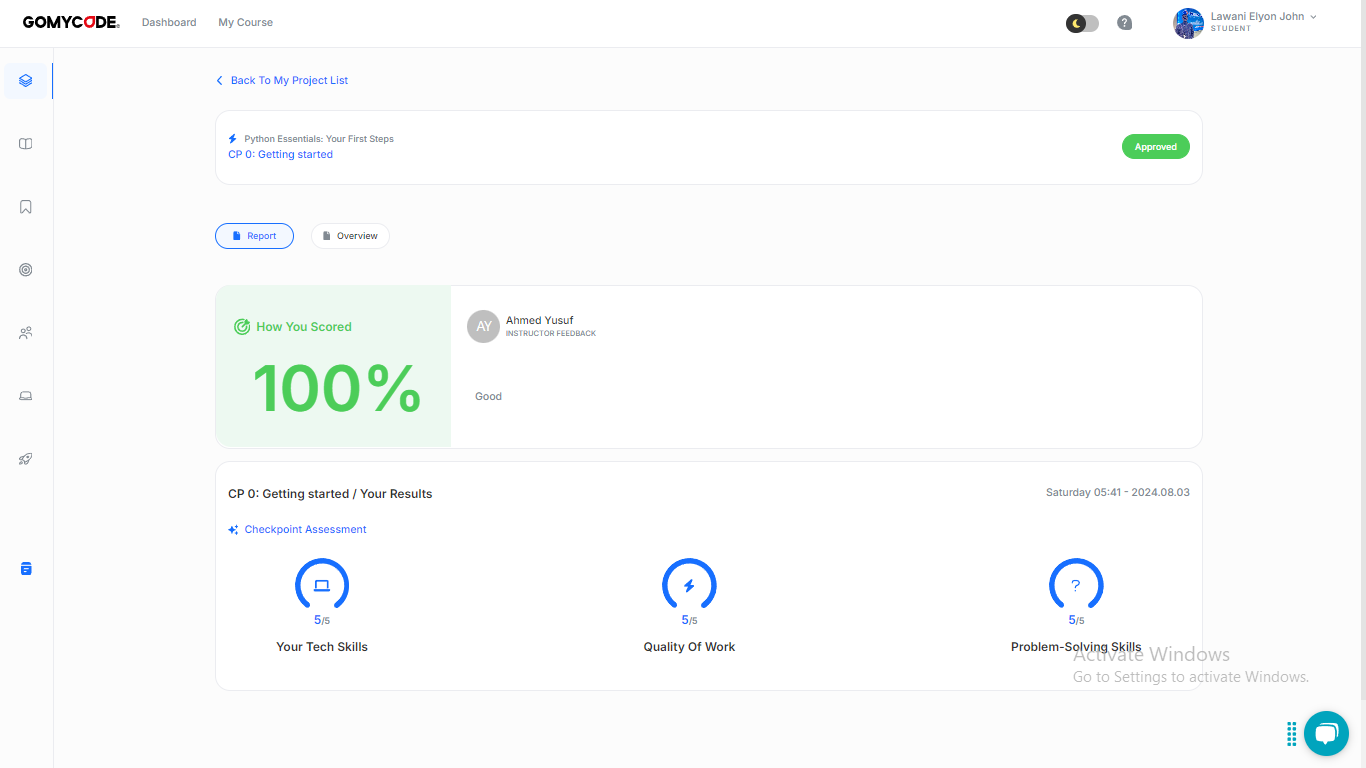 GOMYCODE
Dashboard
My Course
?
Lawani Elyon John
STUDENT
Back To My Project List
Python Essentials: Your First Steps
CP 0: Getting started
Approved
Report
Overview
How You Scored
100%
AY
Ahmed Yusuf
INSTRUCTOR FEEDBACK
Good
CP 0: Getting started / Your Results
Saturday 05:41 - 2024.08.03
Checkpoint Assessment
?
5/5
5/5
5/5
Your Tech Skills
Quality Of Work
Problem-Solving Skills
Activate Windows
Go to Settings to activate Windows.